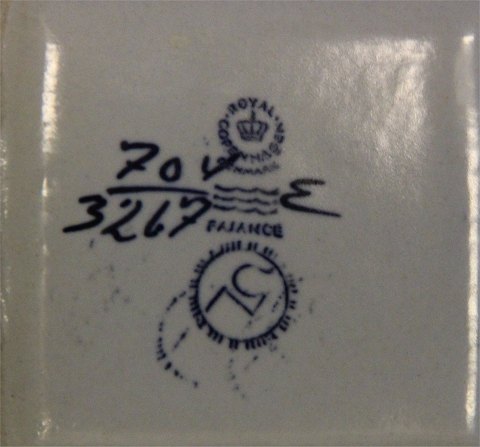 ROYAL COPENHAGEN
DENMARK
704
3267
E
FAJANCE